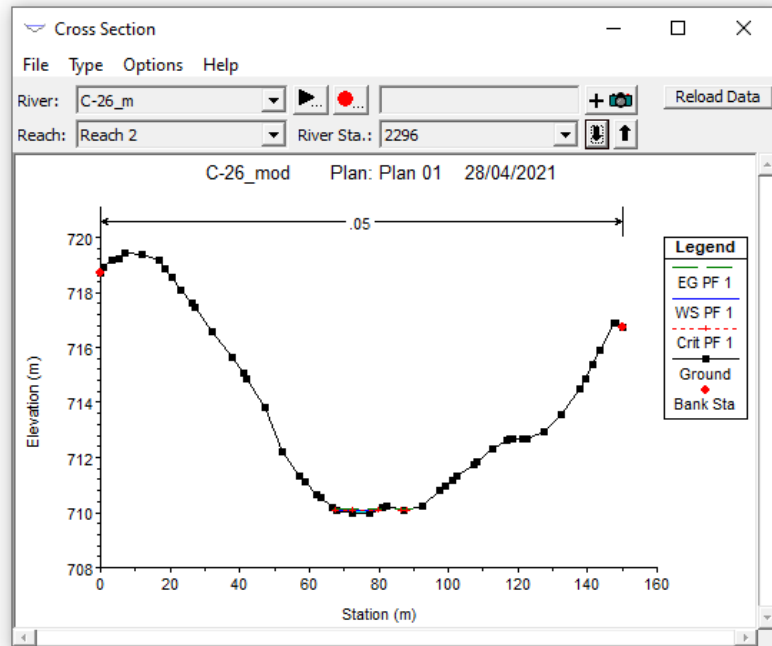 Cross Section
File Type Options Help
River: C-26_m ... ... + Reload Data
Reach: Reach 2 River Sta.: 2296
C-26_mod Plan: Plan 01 28/04/2021
.05
Legend
EG PF 1
WS PF 1
Crit PF 1
Ground
Bank Sta
720
718
716
714
712
710
708
Elevation (m)
0 20 40 60 80 100 120 140 160
Station (m)